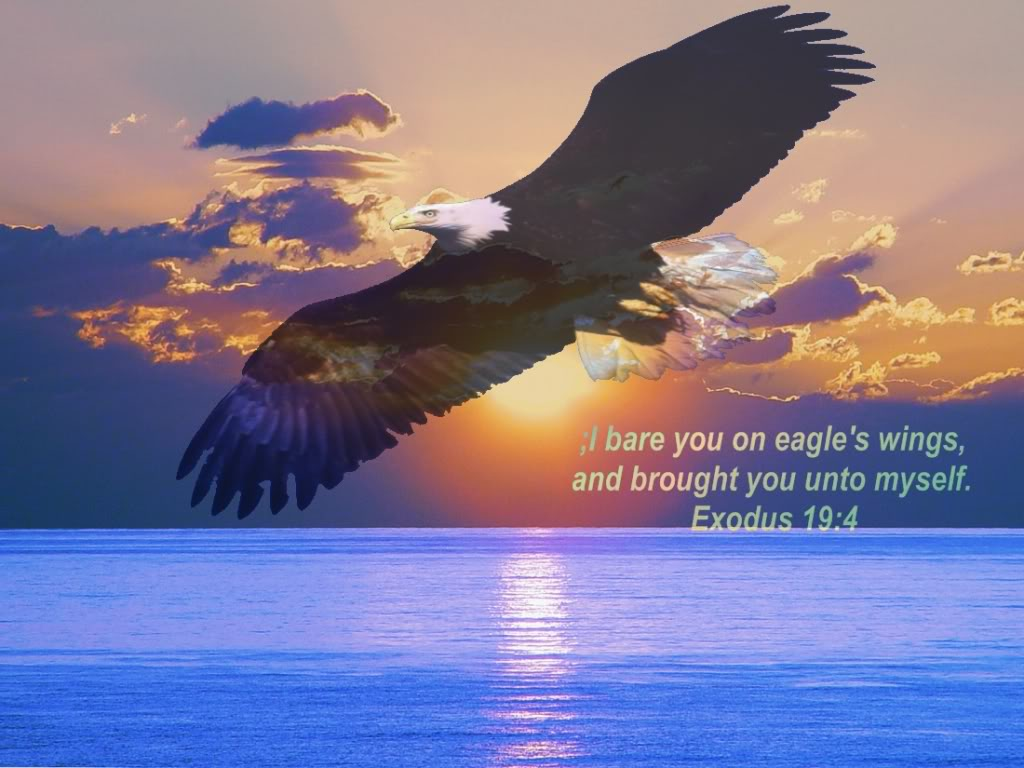 ;I bare you on eagle's wings,
and brought you unto myself.
Exodus 19:4